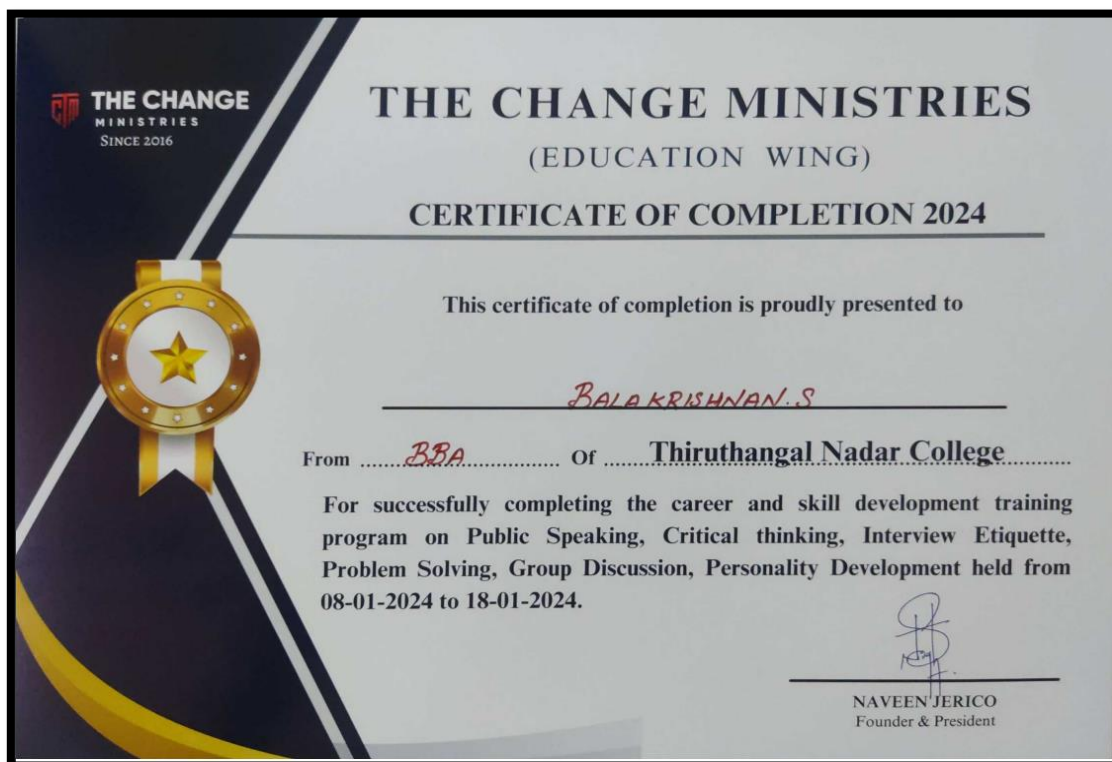 THE CHANGE
MINISTRIES
SINCE 2016
THE CHANGE MINISTRIES
(EDUCATION WING)
CERTIFICATE OF COMPLETION 2024
This certificate of completion is proudly presented to
BALAKRISHNAN.S
From ........BBA................ Of .......Thiruthangal Nadar College..........
For successfully completing the career and skill development training
program on Public Speaking, Critical thinking, Interview Etiquette,
Problem Solving, Group Discussion, Personality Development held from
08-01-2024 to 18-01-2024.
NAVEEN JERICO
Founder & President